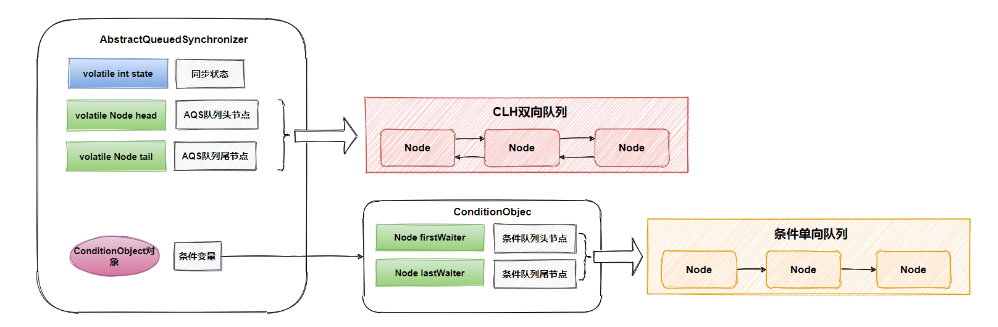 AbstractQueuedSynchronizer
volatile int state
同步状态
volatile Node head
AQS队列头节点
volatile Node tail
AQS队列尾节点
CLH双向队列
Node
Node
Node
ConditionObject对
象
条件变量
ConditionObjec
Node firstWaiter
条件队列头节点
Node lastWaiter
条件队列尾节点
条件单向队列
Node
Node
Node